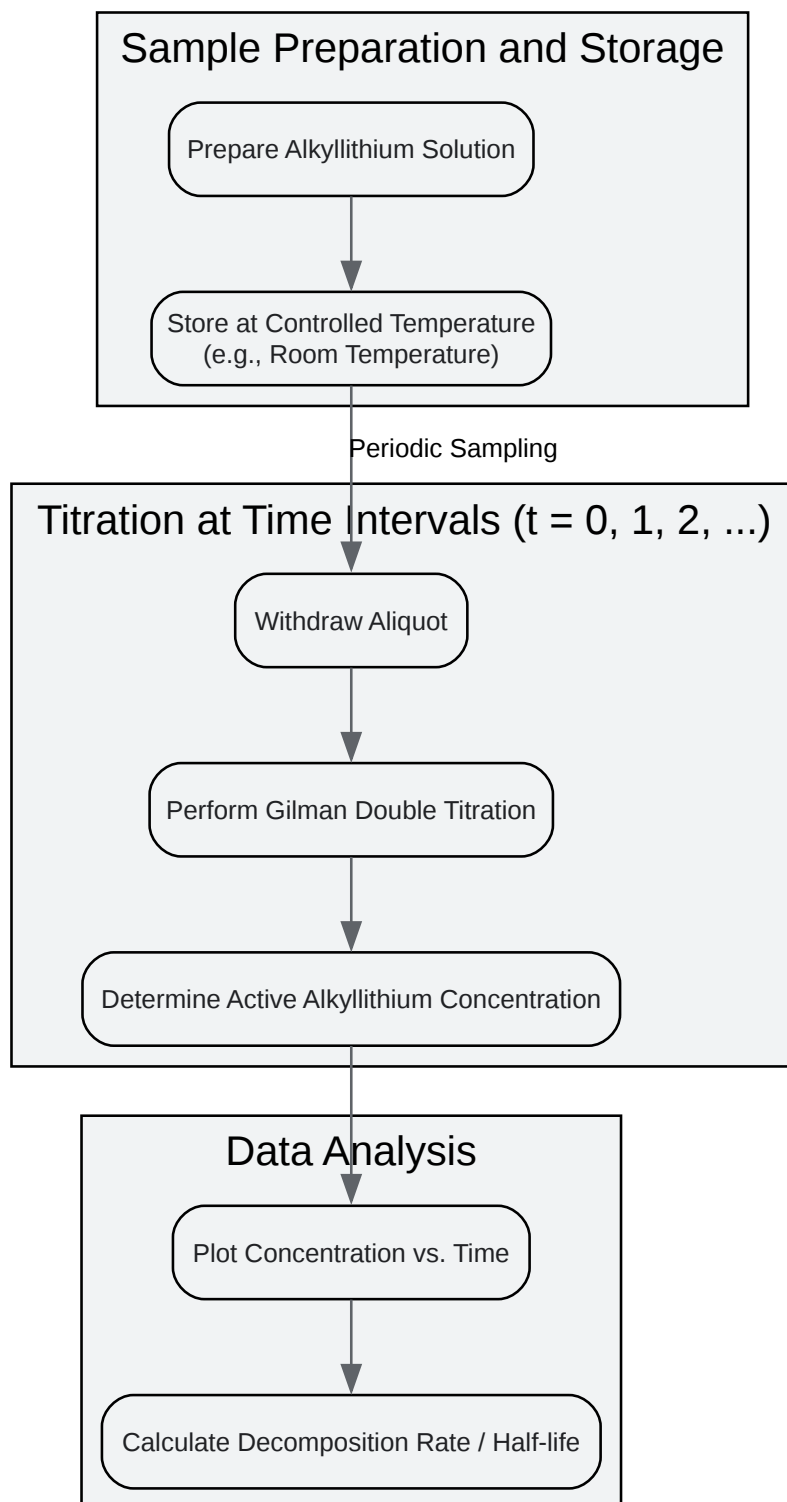 Sample Preparation and Storage
Prepare Alkyllithium Solution
Store at Controlled Temperature
(e.g., Room Temperature)
Periodic Sampling
Titration at Time Intervals (t = 0, 1, 2, ...)
Withdraw Aliquot
Perform Gilman Double Titration
Determine Active Alkyllithium Concentration
Data Analysis
Plot Concentration vs. Time
Calculate Decomposition Rate / Half-life